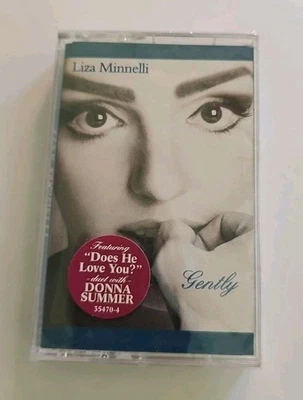 Liza Minnelli
Featuring
"Does He
Love You?"
-duet with-
DONNA
SUMMER
35470-4
Gently